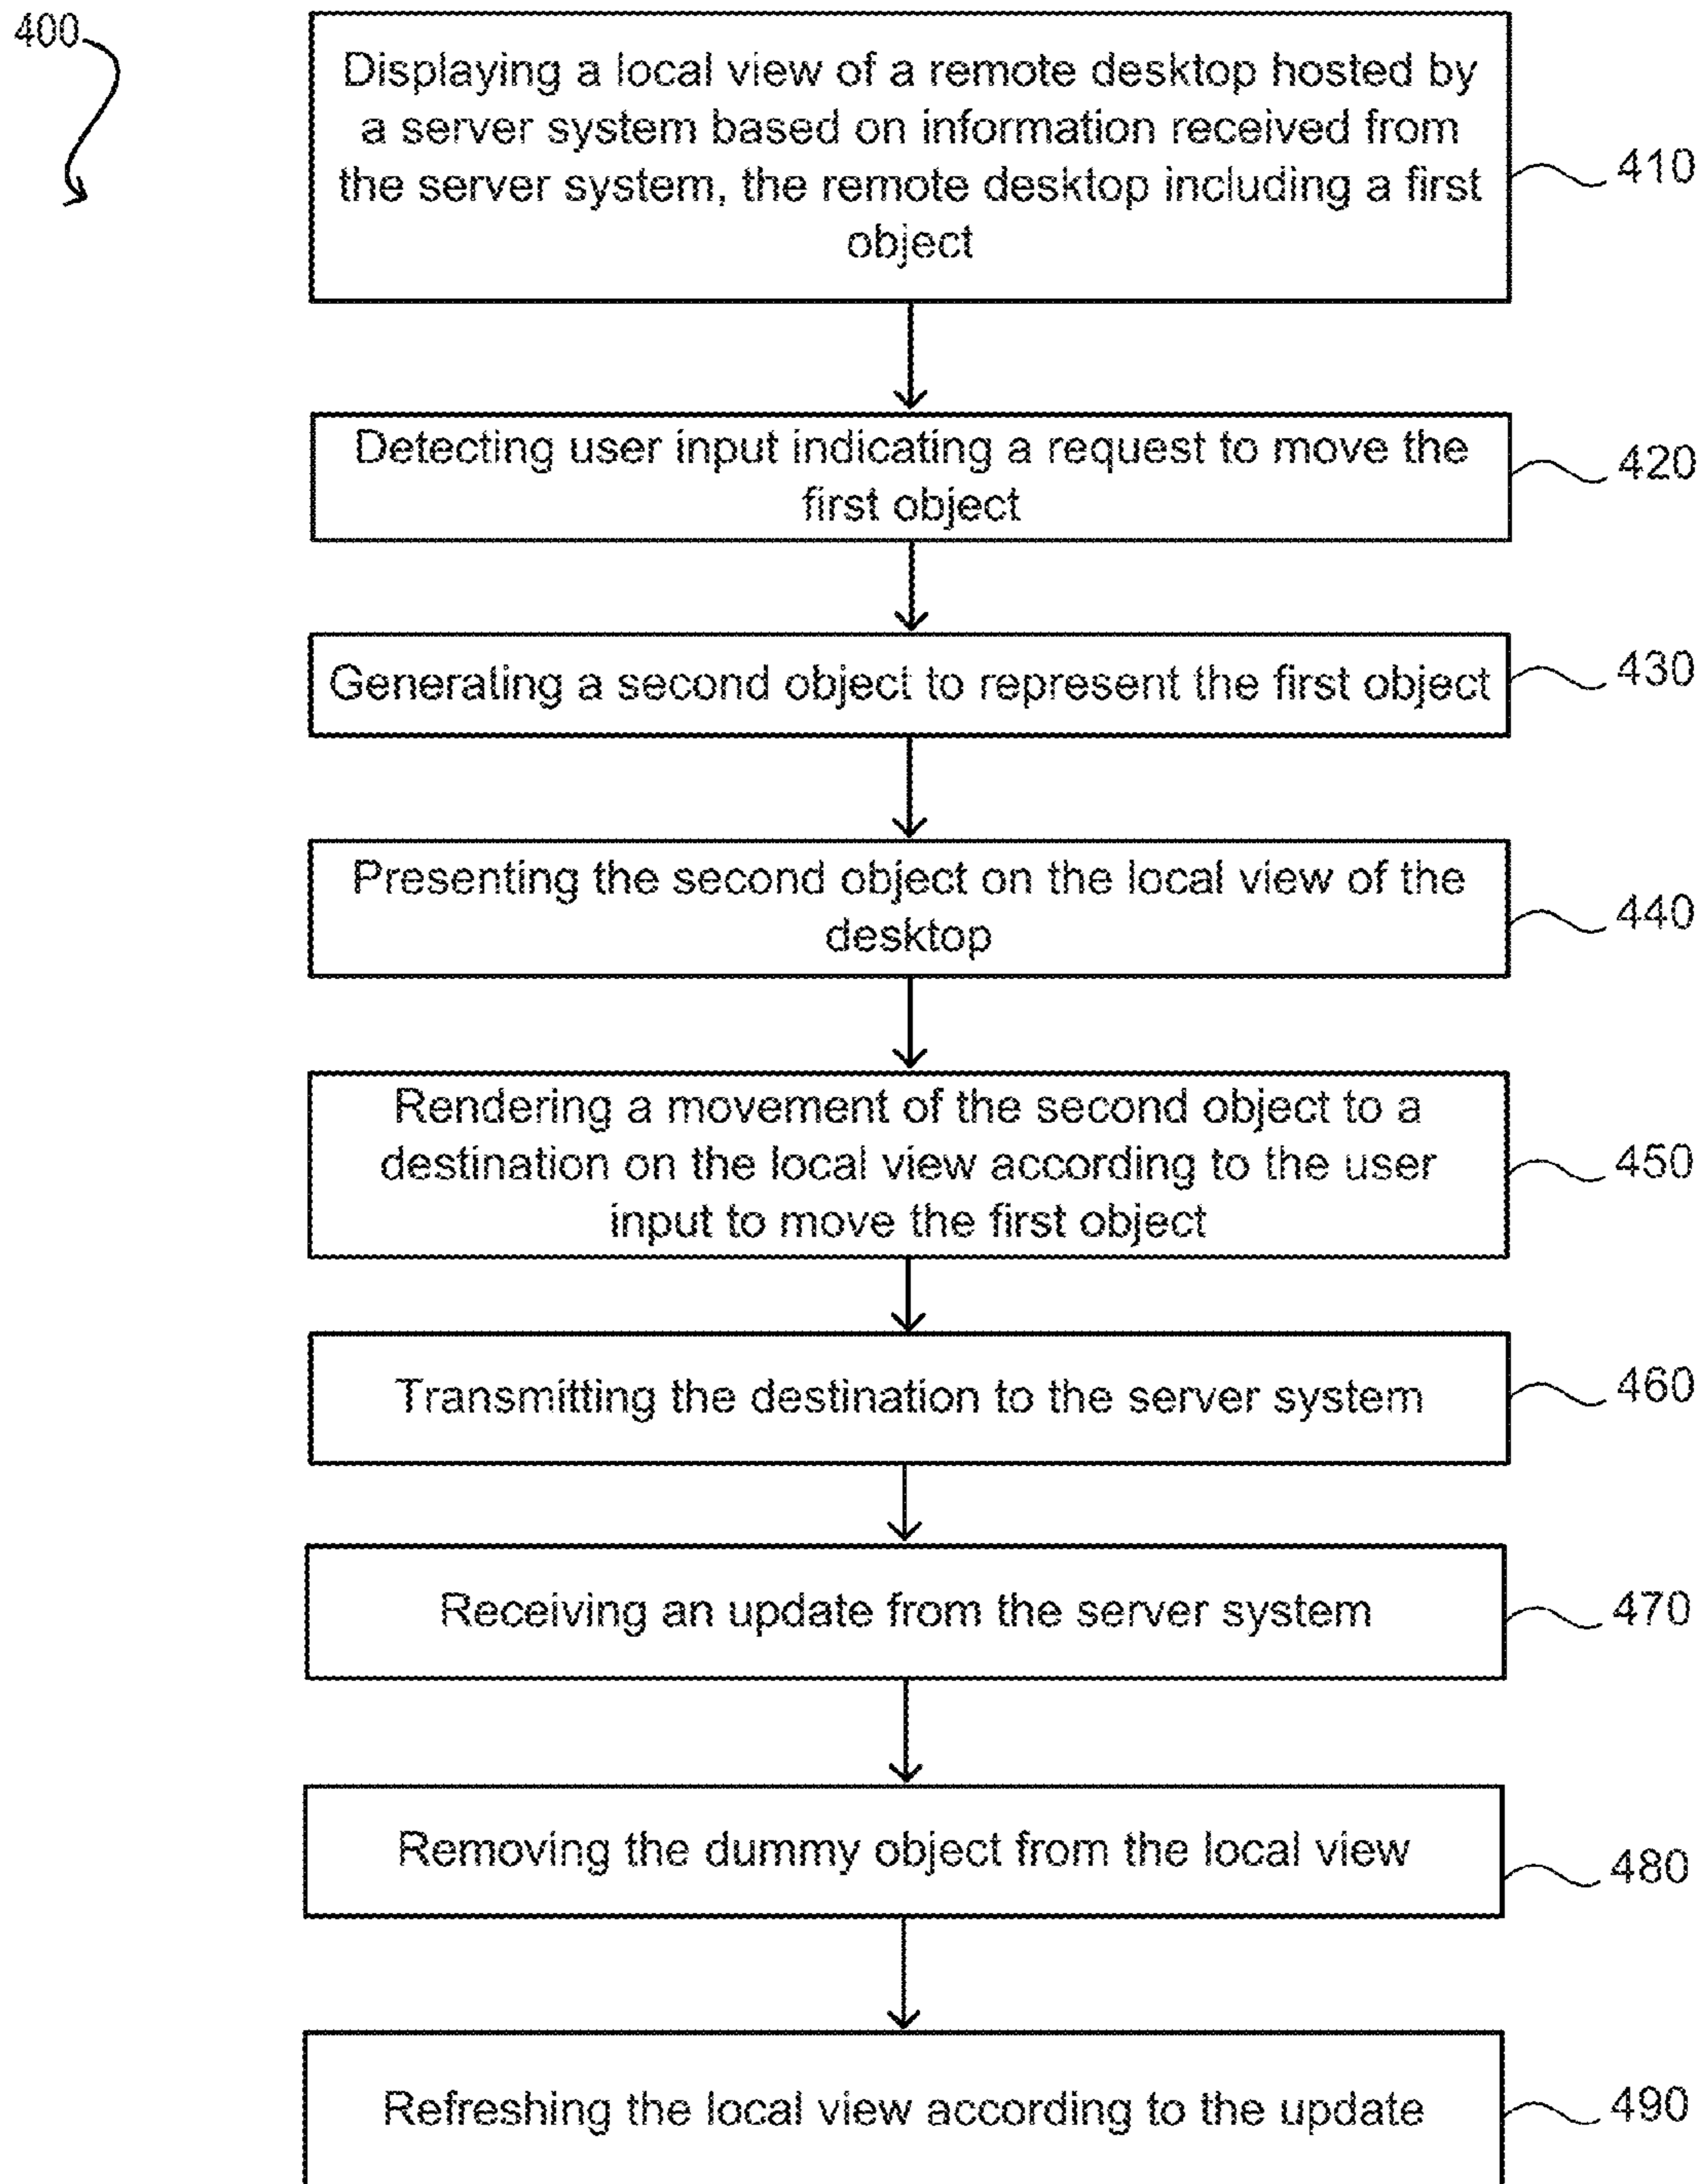 400
Displaying a local view of a remote desktop hosted by
a server system based on information received from
the server system, the remote desktop including a first
object
410
Detecting user input indicating a request to move the
first object
420
Generating a second object to represent the first object
430
Presenting the second object on the local view of the
desktop
440
Rendering a movement of the second object to a
destination on the local view according to the user
input to move the first object
450
Transmitting the destination to the server system
460
Receiving an update from the server system
470
Removing the dummy object from the local view
480
Refreshing the local view according to the update
490